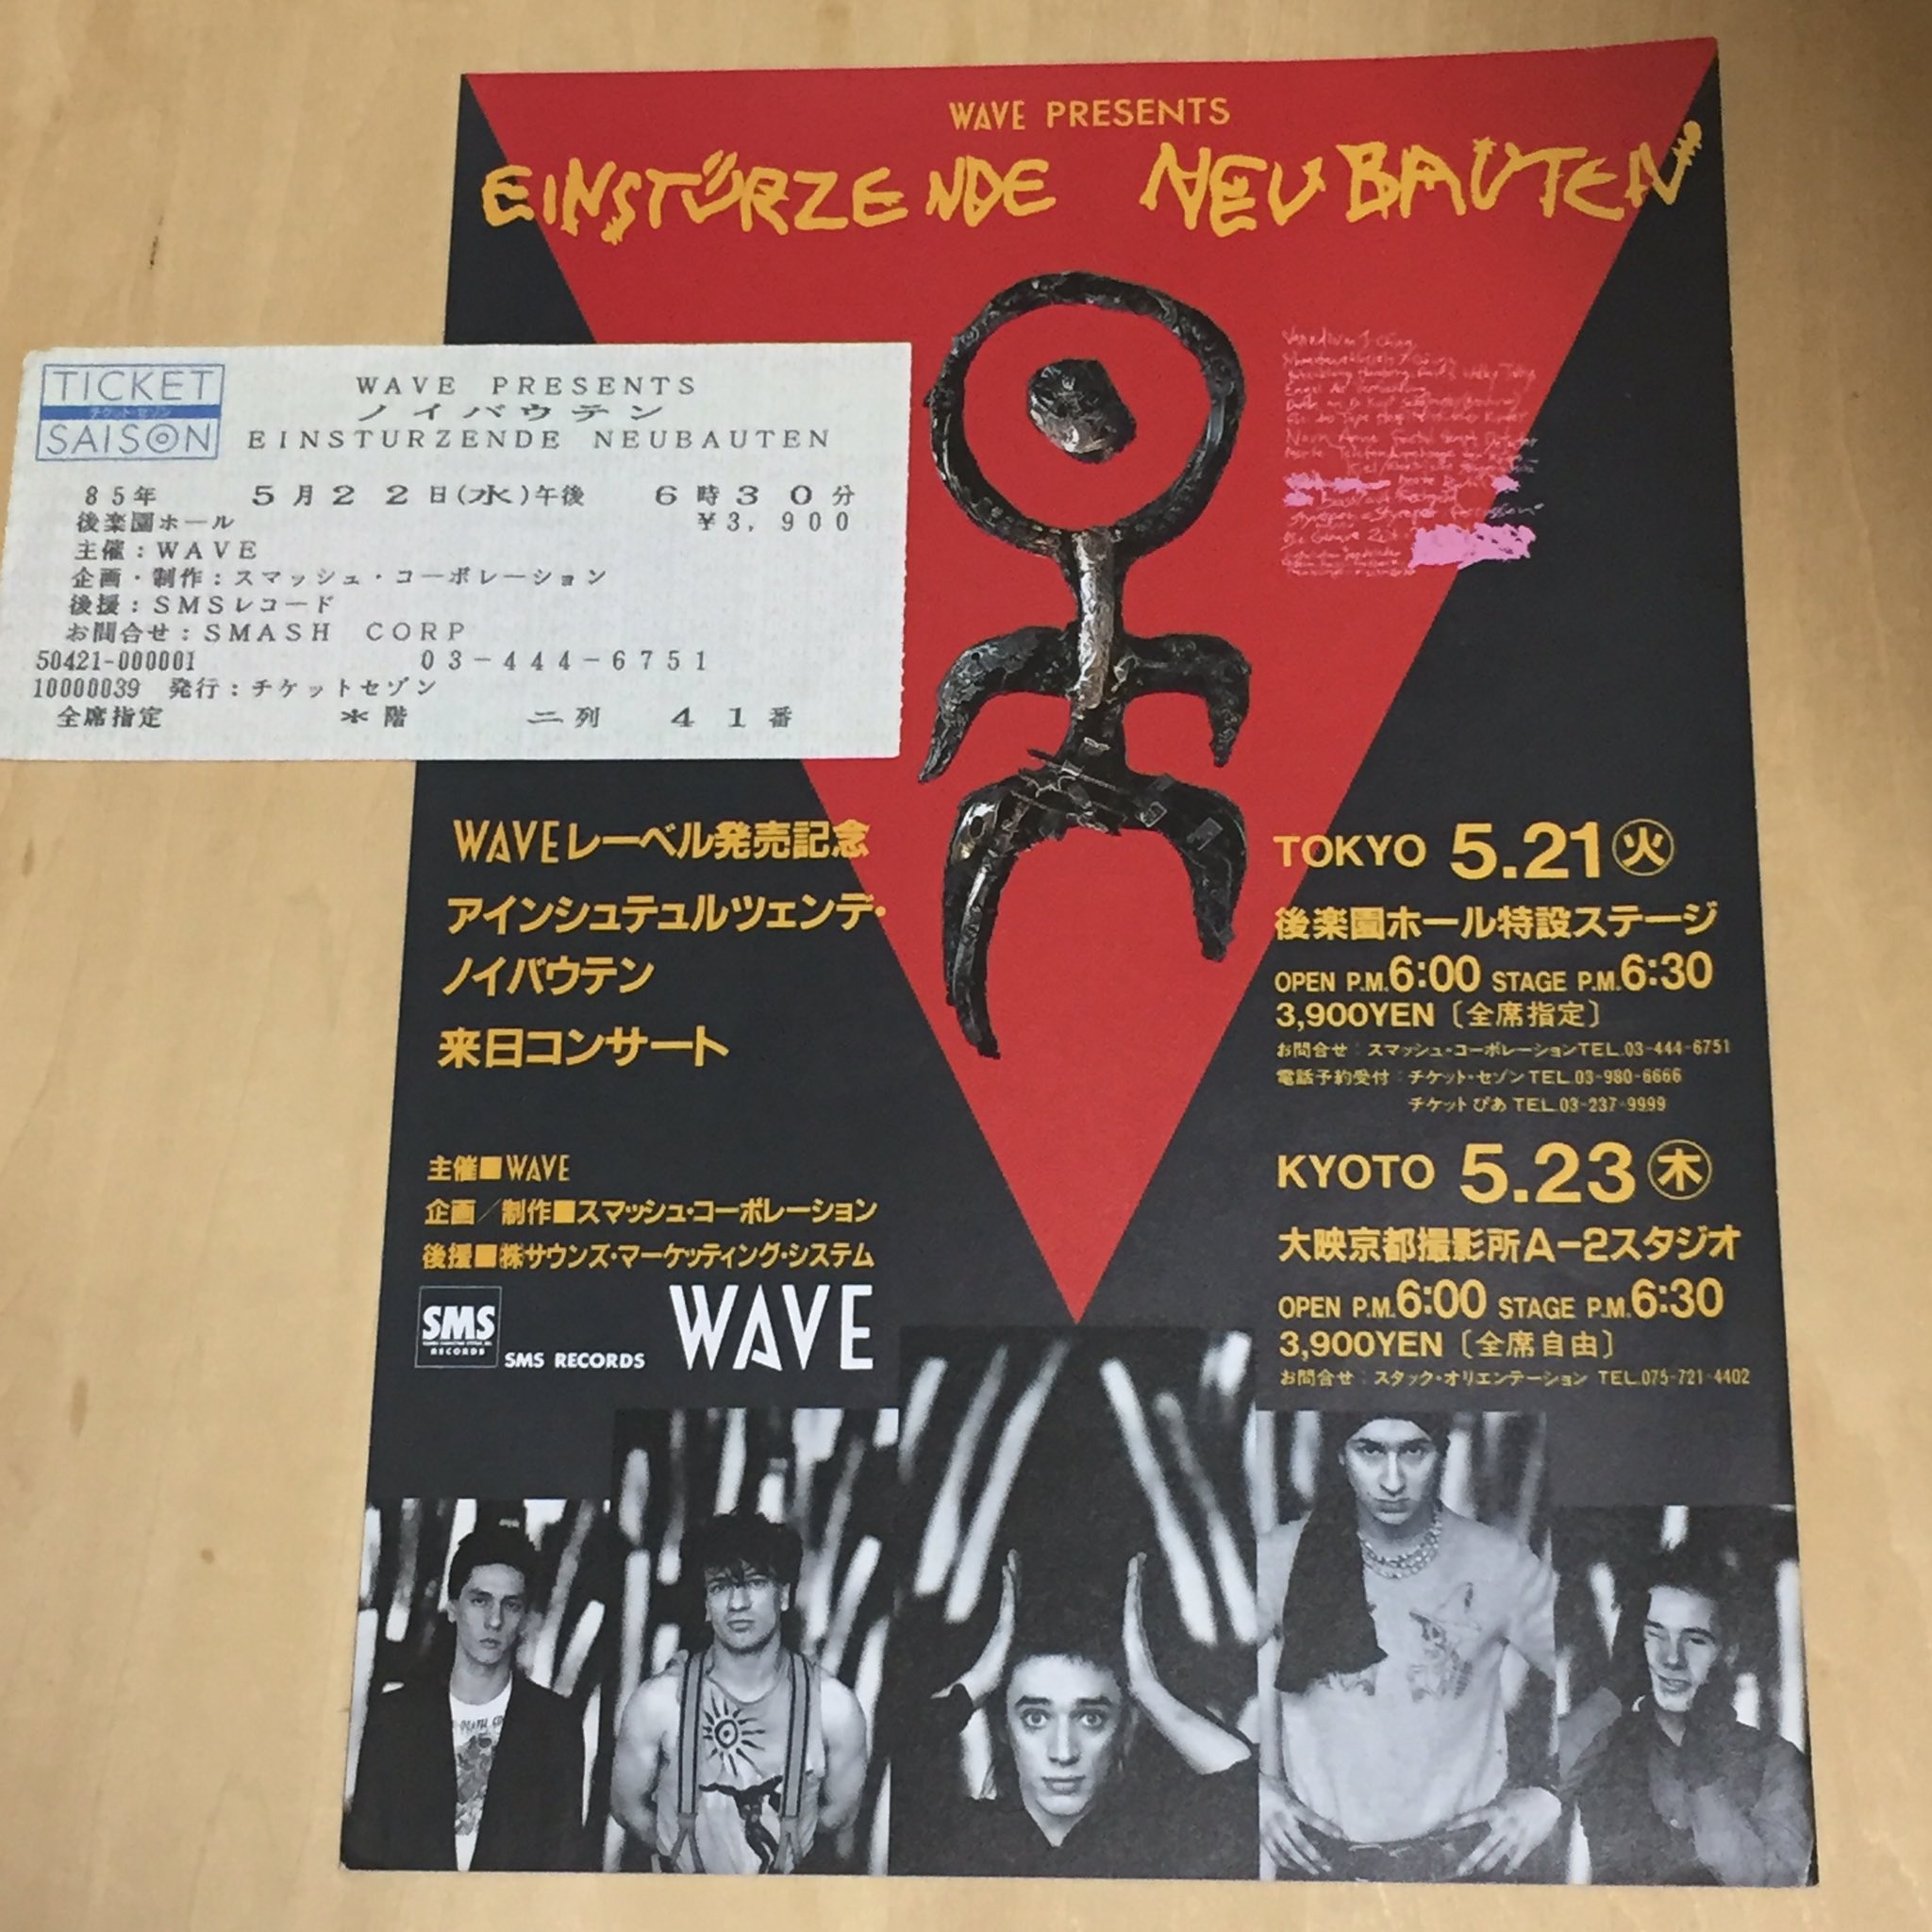 WAVE PRESENTS
EINSTÜRZENDE NEUBAUTEN
TICKET
チケット・セゾン
SAISON
WAVE PRESENTS
ノイバウテン
EINSTURZENDE NEUBAUTEN
85年 5月22日(水)午後 6時30分
後楽園ホール ¥3,900
主催:WAVE
企画・制作:スマッシュ・コーポレーション
後援:SMSレコード
お問合せ:SMASH CORP
50421-000001 03-444-6751
10000039 発行:チケットセゾン
全席指定 *階 ニ列 41番
WAVEレーベル発売記念
アインシュテュルツェンデ・
ノイバウテン
来日コンサート
主催■WAVE
企画/制作■スマッシュ・コーポレーション
後援■㈱サウンズ・マーケッティング・システム
SMS
RECORDS
SMS RECORDS
WAVE
TOKYO 5.21㊋
後楽園ホール特設ステージ
OPEN P.M.6:00 STAGE P.M.6:30
3,900YEN〔全席指定〕
お問合せ:スマッシュ・コーポレーションTEL.03-444-6751
電話予約受付:チケット・セゾンTEL.03-980-6666
チケットぴあ TEL.03-237-9999
KYOTO 5.23㊍
大映京都撮影所A-2スタジオ
OPEN P.M.6:00 STAGE P.M.6:30
3,900YEN〔全席自由〕
お問合せ:スタック・オリエンテーション TEL.075-721-4402